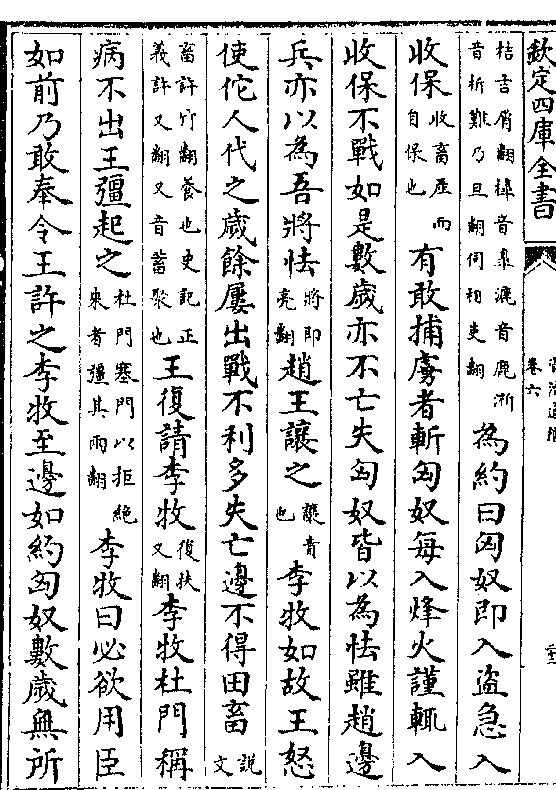 欽定四庫全書
卷六
桔吉屑翻槹音皐漉音鹿淅
音析難乃旦翻伺相吏翻
為約曰匈奴即入盜急入
收保收畜産而自保也有敢捕虜者斬匈奴每入烽火謹輒入
收保不戰如是數歲亦不亡失匈奴皆以為怯雖趙邊
兵亦以為吾將怯將即亮翻趙王讓之讓責也李牧如故王怒
使佗人代之歲餘屢出戰不利多失亡邊不得田畜説文
畜許六翻養也史記正義許又翻又音蓄聚也王復請李牧復扶又翻李牧杜門稱
病不出王彊起之杜門塞門以拒絶來者彊其兩翻李牧曰必欲用臣
如前乃敢奉令王許之李牧至邊如約匈奴數歲無所